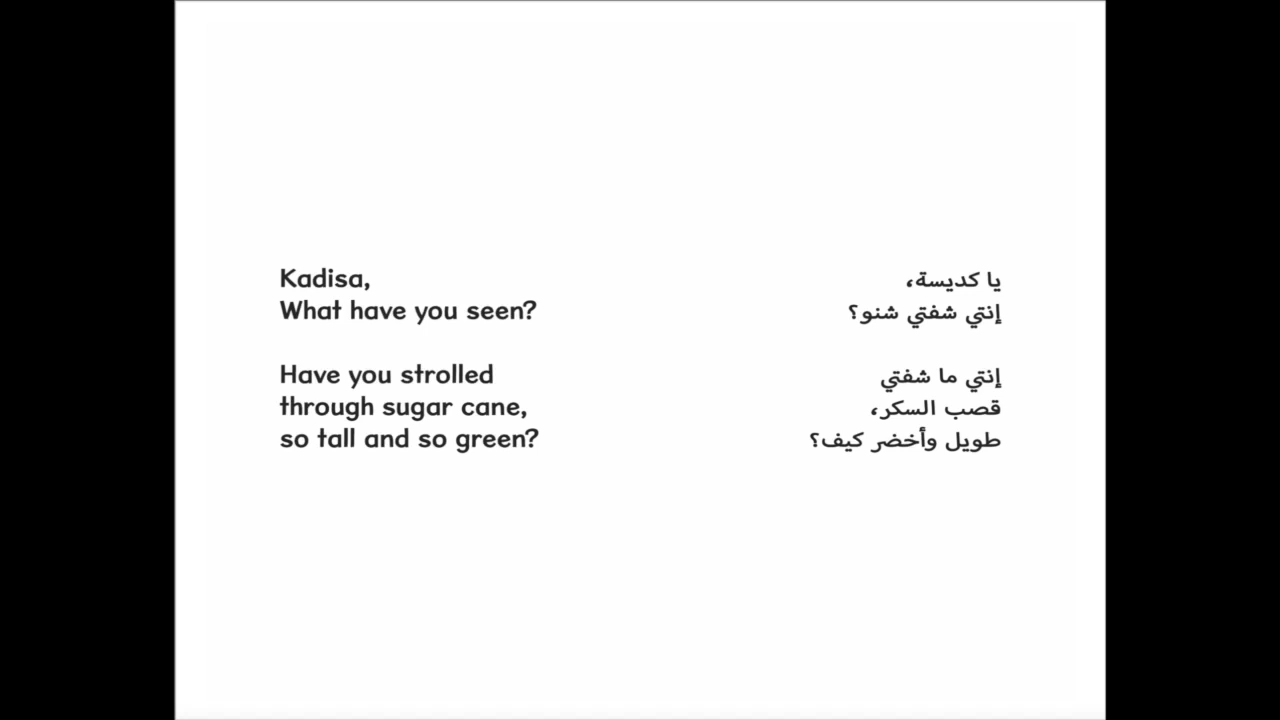 Kadisa,
What have you seen?
Have you strolled
through sugar cane,
so tall and so green?
يا كديسة،
إنتي شفتي شنو؟
إنتي ما شفتي
قصب السكر،
طويل وأخضر كيف؟